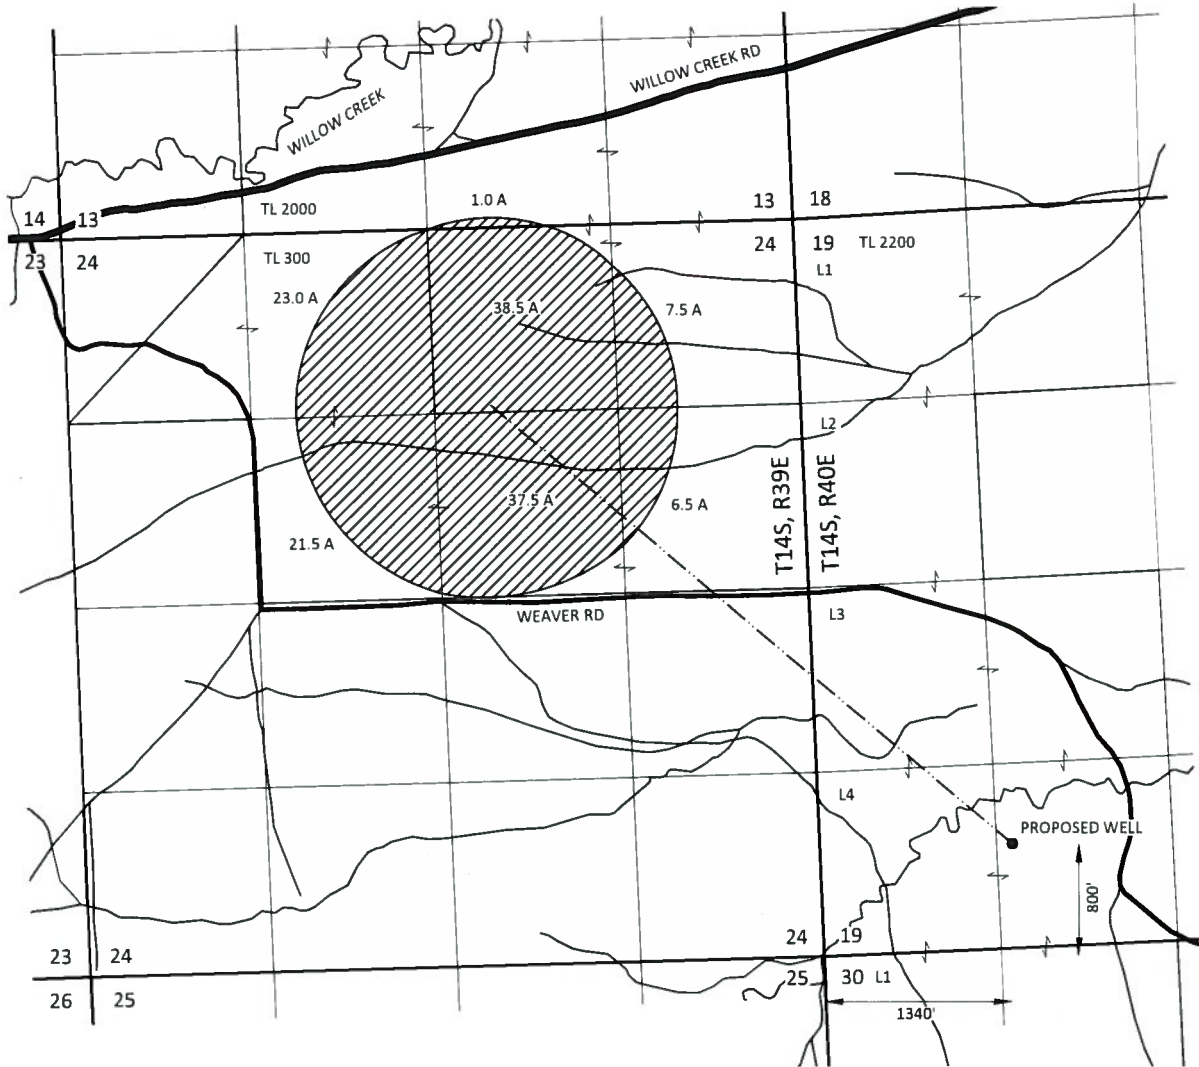 WILLOW CREEK RD
WILLOW CREEK
14 13
TL 2000
1.0 A
13 18
23 24
TL 300
24 19 TL 2200
L1
23.0 A
38.5 A
7.5 A
L2
T14S, R39E
T14S, R40E
37.5 A
6.5 A
21.5 A
WEAVER RD
L3
L4
PROPOSED WELL
800'
23 24
24 19
26 25
25 30 L1
1340'